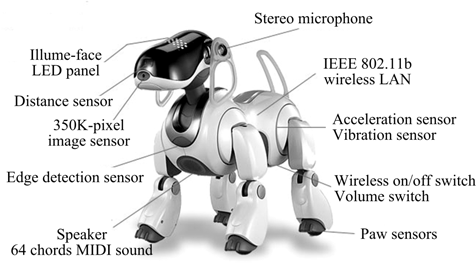 Stereo microphone
Illume-face
LED panel
IEEE 802.11b
wireless LAN
Distance sensor
350K-pixel
image sensor
Acceleration sensor
Vibration sensor
Edge detection sensor
Wireless on/off switch
Volume switch
Speaker
64 chords MIDI sound
Paw sensors